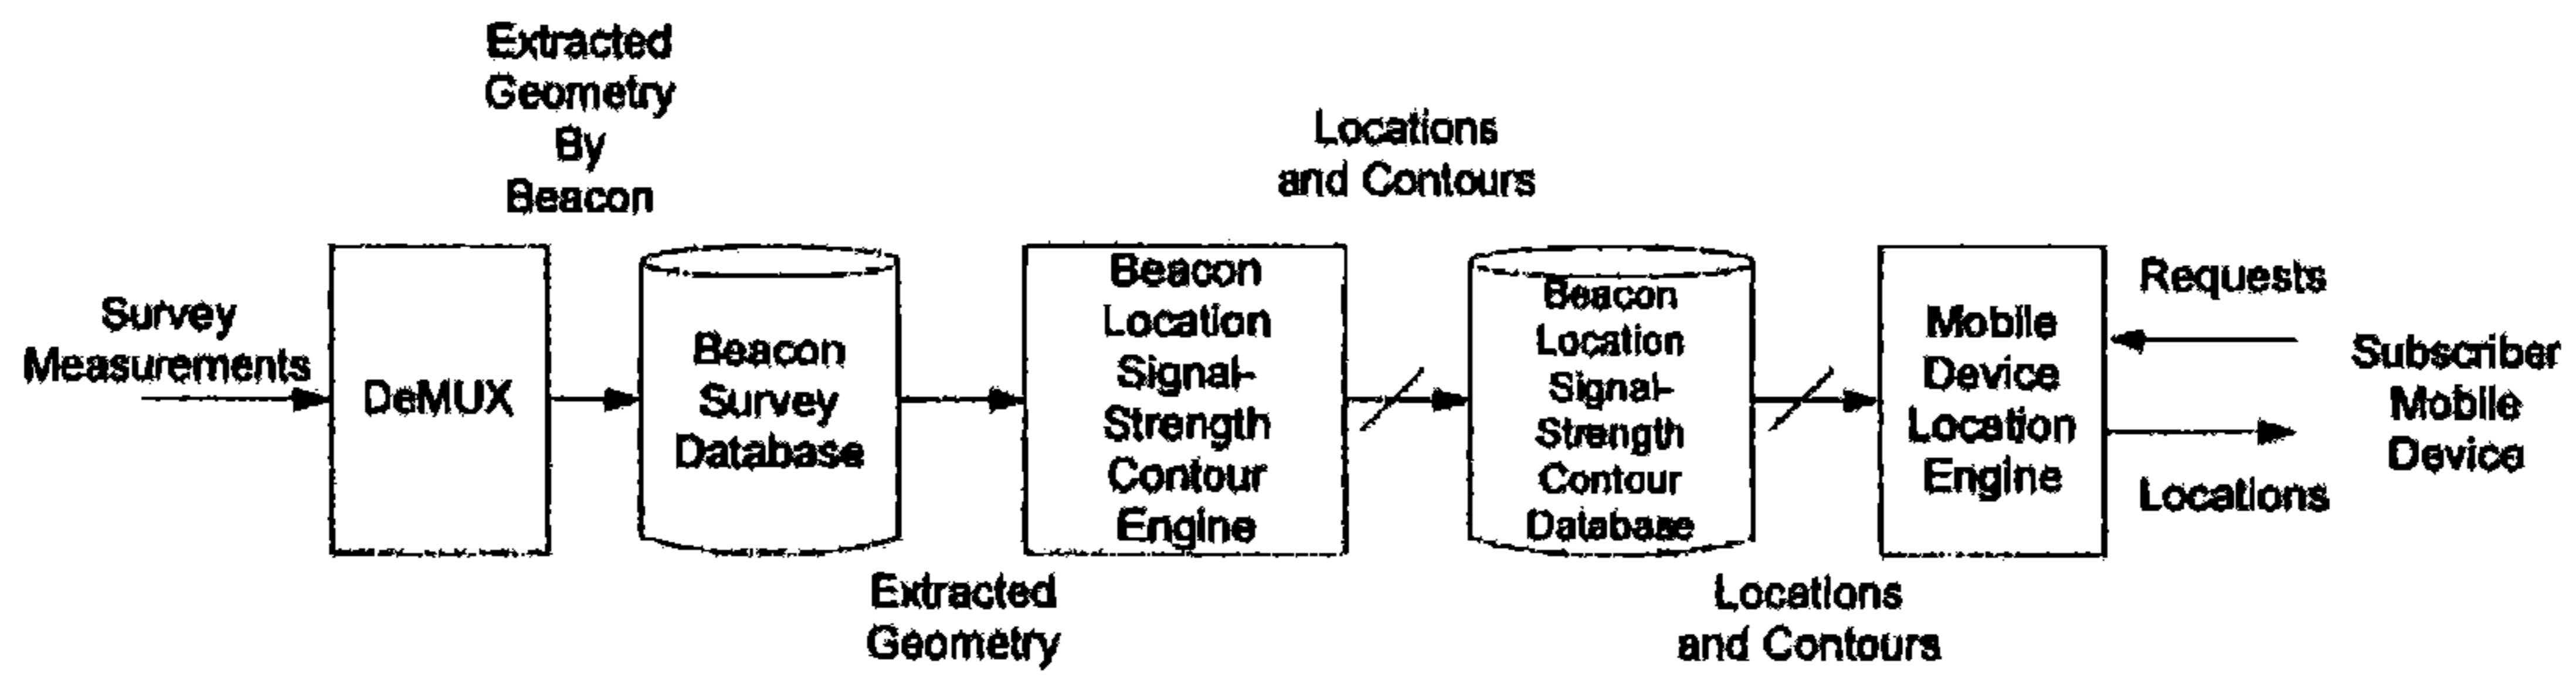 Extracted
Geometry
By
Beacon
Locations
and Contours
Survey
Measurements
DeMUX
Beacon
Survey
Database
Beacon
Location
Signal-
Strength
Contour
Engine
Beacon
Location
Signal-
Strength
Contour
Database
Mobile
Device
Location
Engine
Requests
Locations
Subscriber
Mobile
Device
Extracted
Geometry
Locations
and Contours